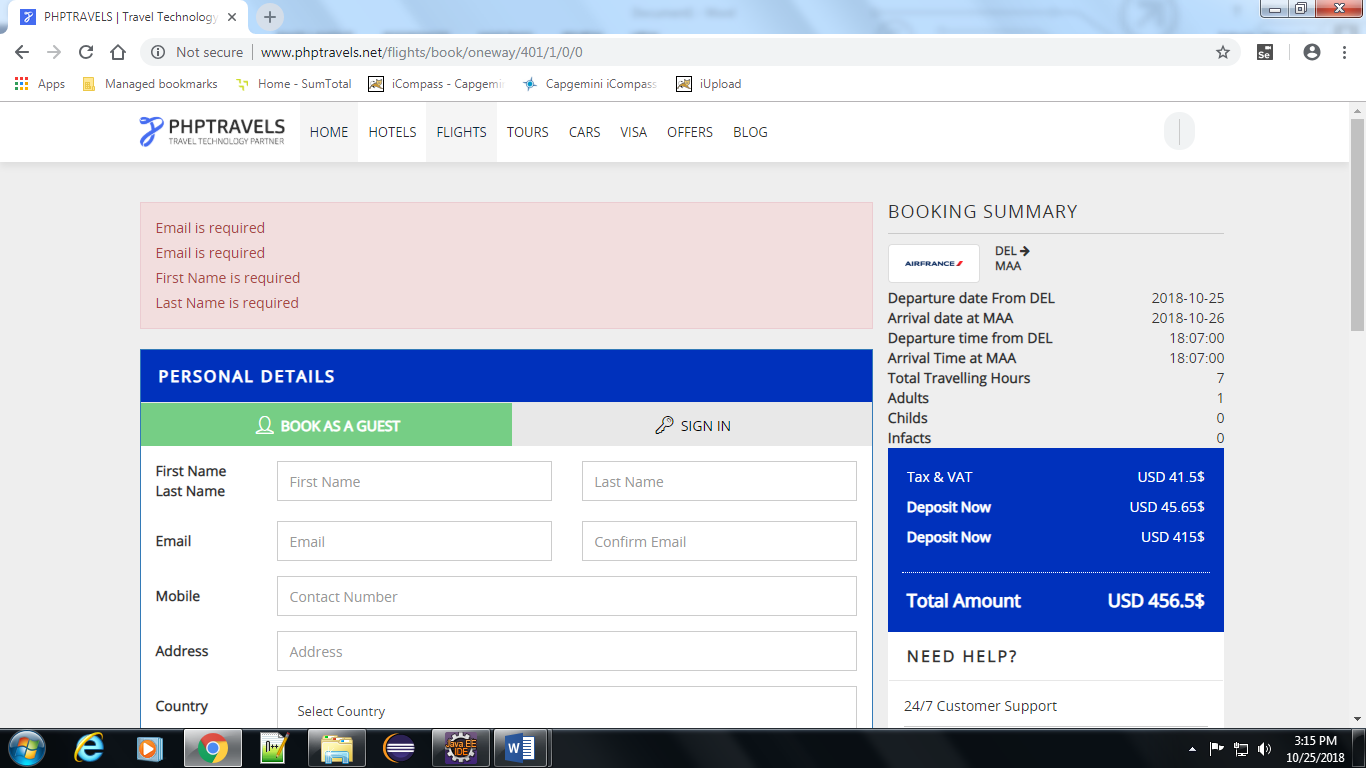 PHPTRAVELS | Travel Technology
Not secure | www.phptravels.net/flights/book/oneway/401/1/0/0
Apps Managed bookmarks Home - SumTotal iCompass - Capgemi Capgemini iCompass iUpload
PHPTRAVELS
TRAVEL TECHNOLOGY PARTNER
HOME HOTELS FLIGHTS TOURS CARS VISA OFFERS BLOG
Email is required
Email is required
First Name is required
Last Name is required
PERSONAL DETAILS
BOOK AS A GUEST SIGN IN
First Name
Last Name
First Name Last Name
Email Email Confirm Email
Mobile Contact Number
Address Address
Country Select Country
BOOKING SUMMARY
AIRFRANCE
DEL
MAA
Departure date From DEL 2018-10-25
Arrival date at MAA 2018-10-26
Departure time from DEL 18:07:00
Arrival Time at MAA 18:07:00
Total Travelling Hours 7
Adults 1
Childs 0
Infacts 0
Tax & VAT USD 41.5$
Deposit Now USD 45.65$
Deposit Now USD 415$
Total Amount USD 456.5$
NEED HELP?
24/7 Customer Support
3:15 PM
10/25/2018